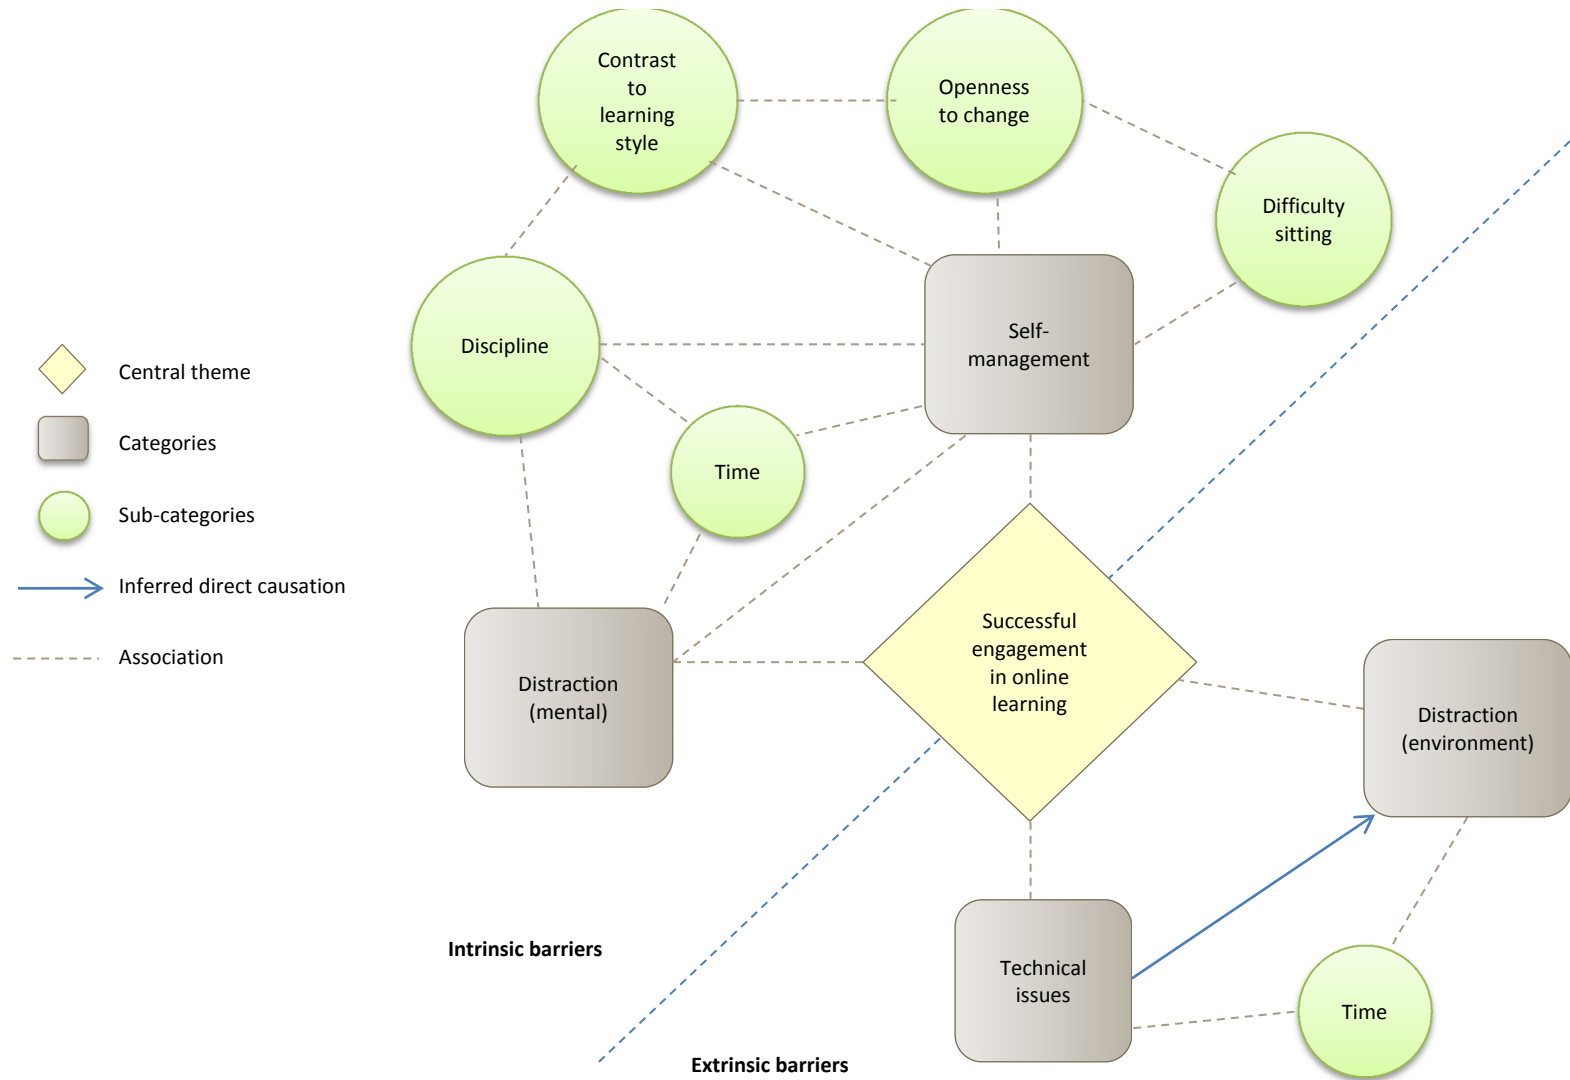 Contrast
to
learning
style
Openness
to change
Difficulty
sitting
Discipline
Self-
management
Time
Central theme
Categories
Sub-categories
Inferred direct causation
Association
Distraction
(mental)
Successful
engagement
in online
learning
Distraction
(environment)
Intrinsic barriers
Technical
issues
Time
Extrinsic barriers